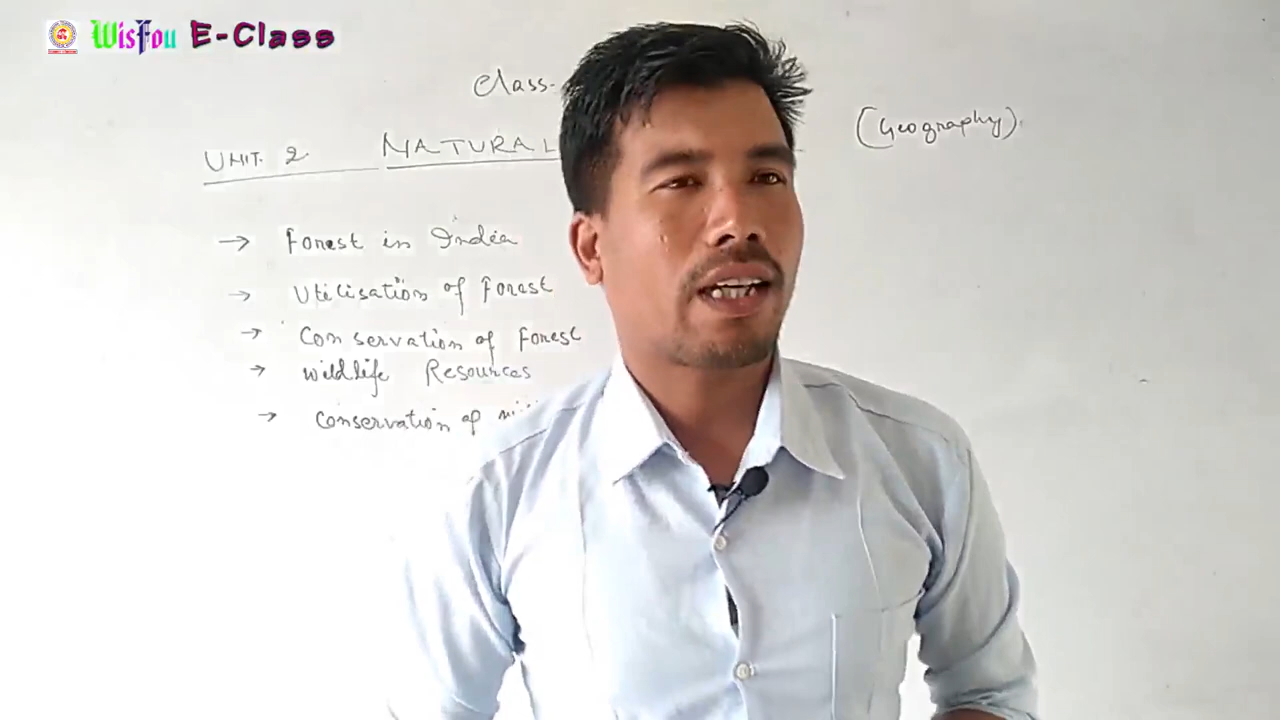 WisFou E-Class
Class-
(Geography).
UNIT. 2. NATURAL
→ Forest in India
→ Utilisation of Forest
→ Conservation of Forest
→ Wildlife Resources
→ Conservation of